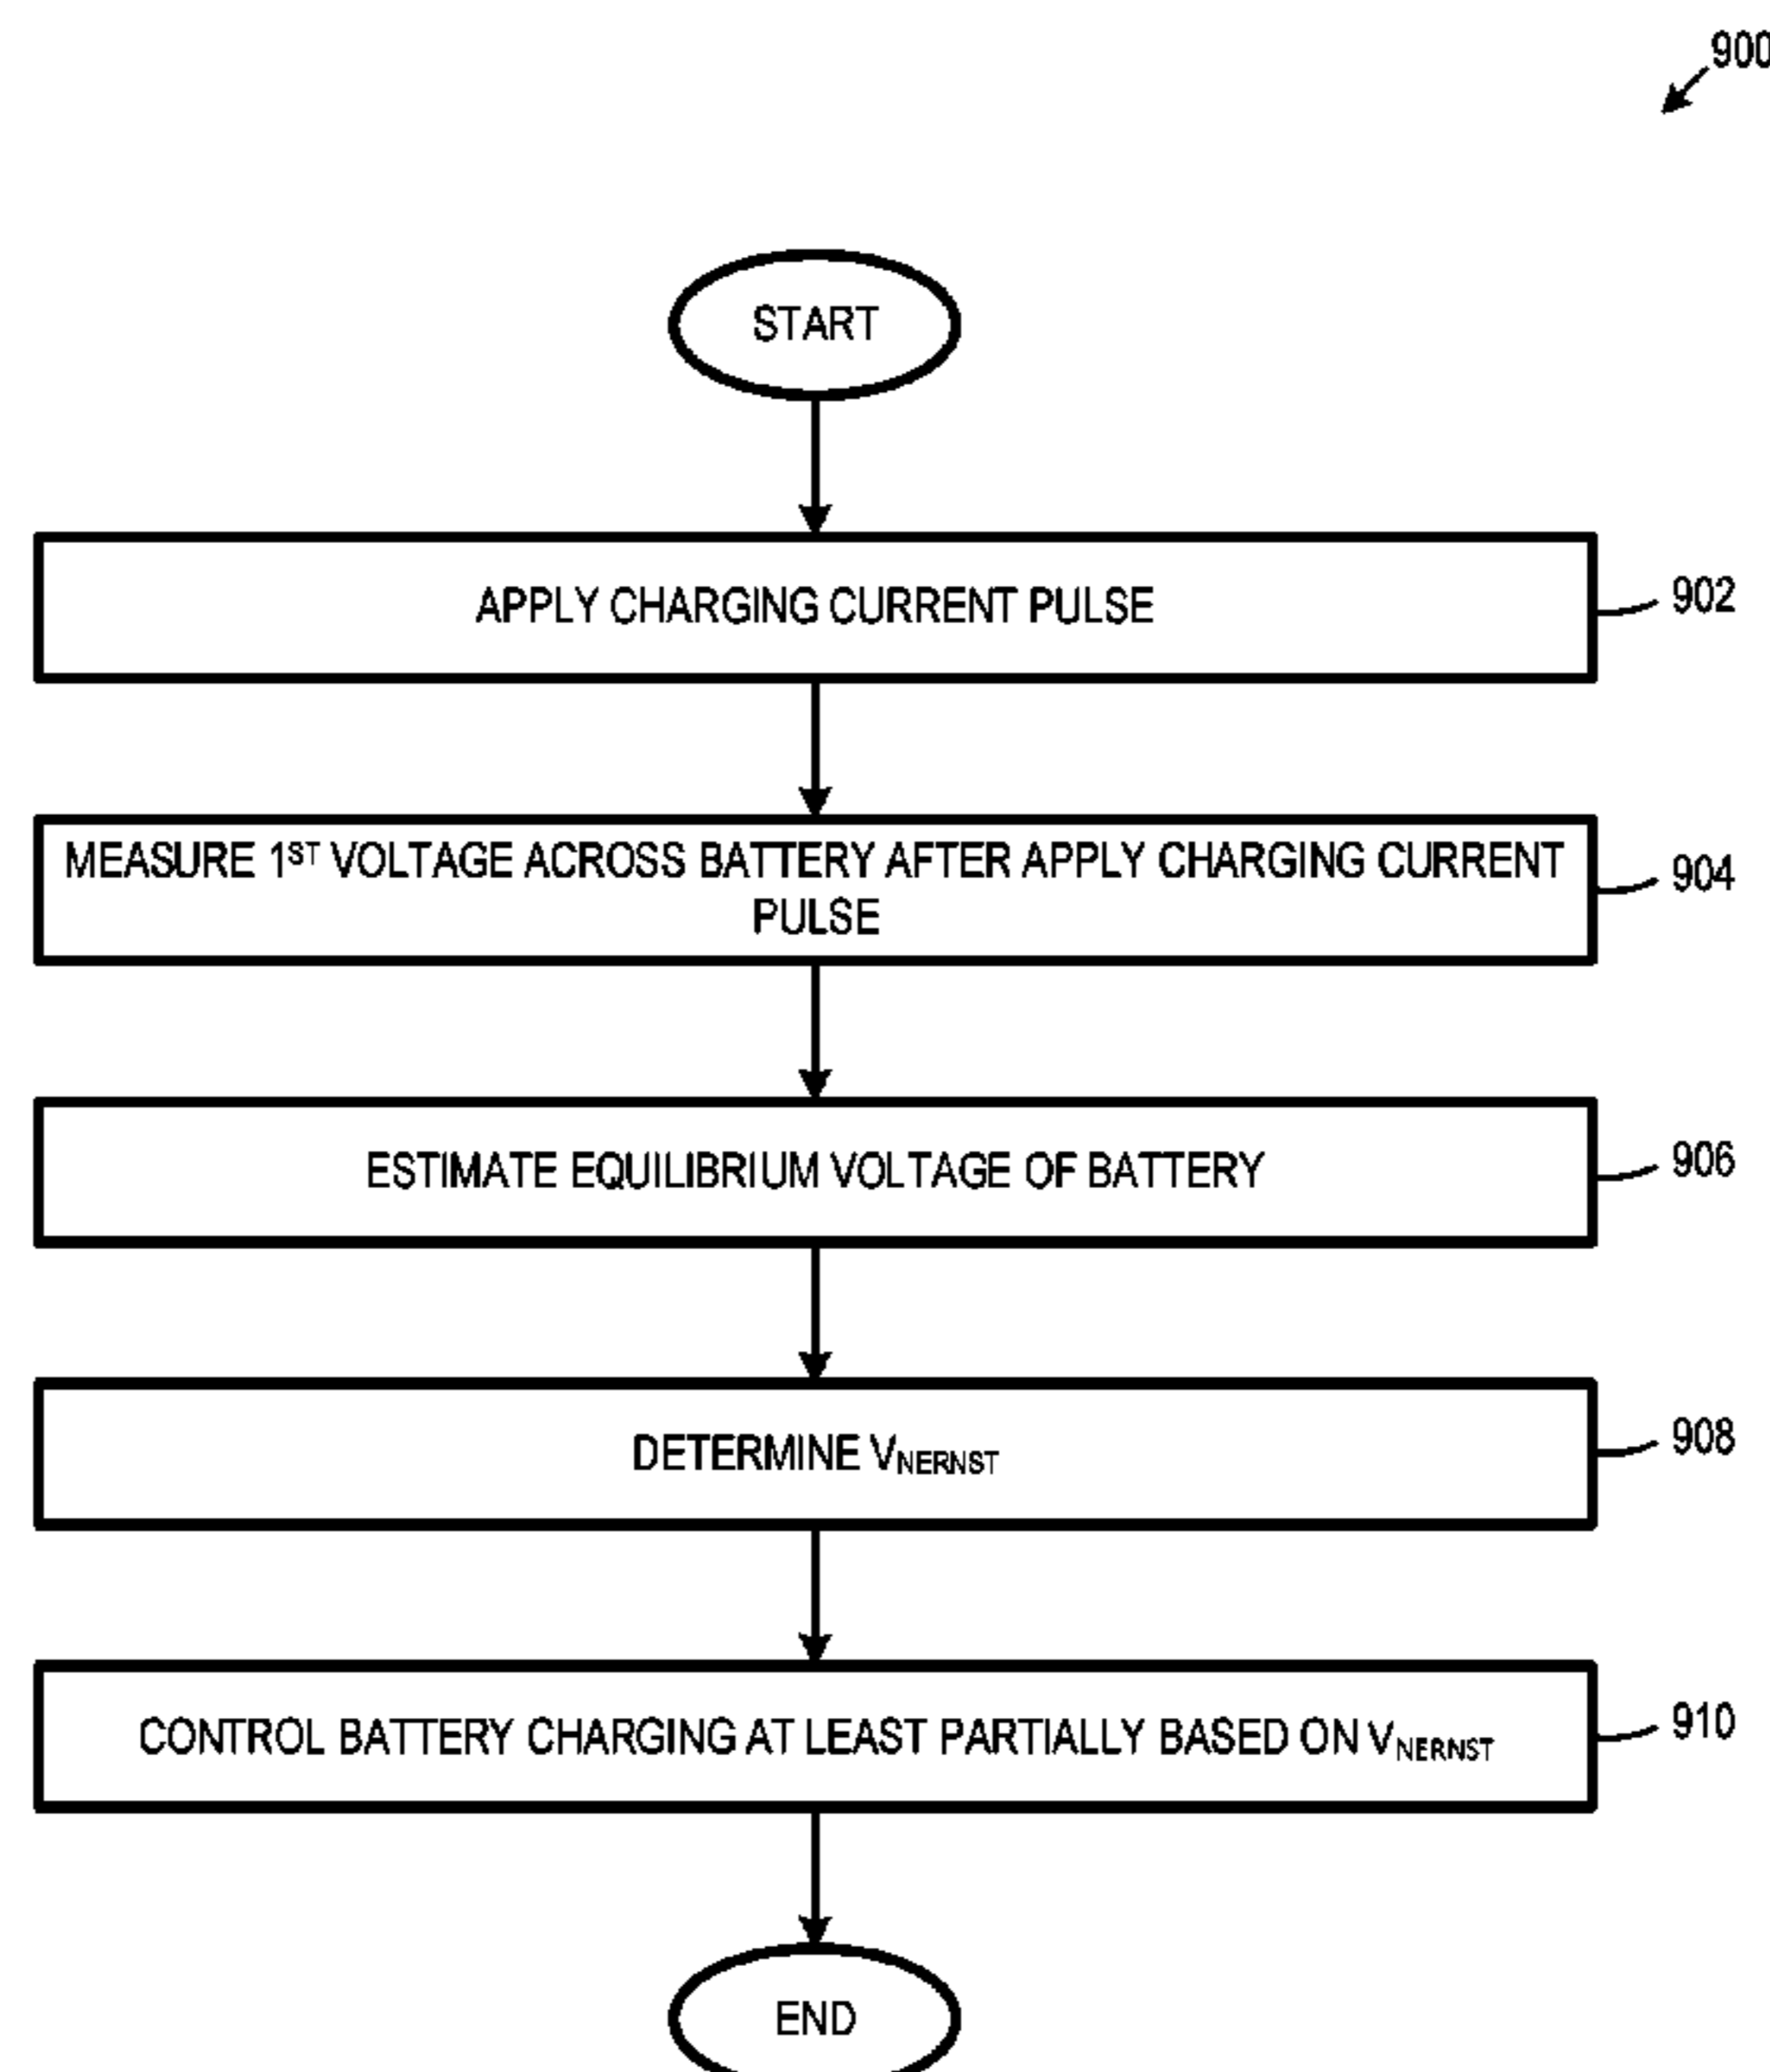 900
START
APPLY CHARGING CURRENT PULSE
902
MEASURE 1ST VOLTAGE ACROSS BATTERY AFTER APPLY CHARGING CURRENT
PULSE
904
ESTIMATE EQUILIBRIUM VOLTAGE OF BATTERY
906
DETERMINE VNERNST
908
CONTROL BATTERY CHARGING AT LEAST PARTIALLY BASED ON VNERNST
910
END